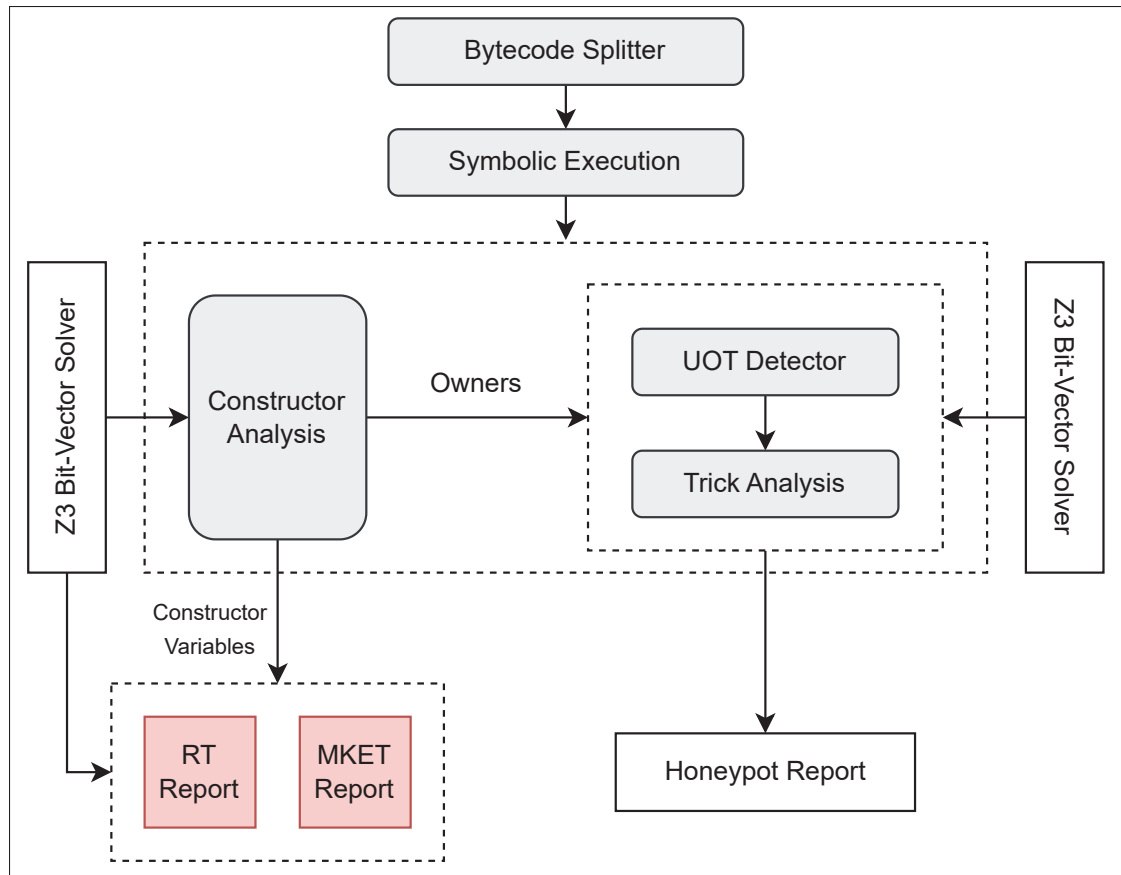 Bytecode Splitter
Symbolic Execution
Z3 Bit-Vector Solver
Constructor
Analysis
Owners
UOT Detector
Trick Analysis
Z3 Bit-Vector Solver
Constructor
Variables
RT
Report
MKET
Report
Honeypot Report